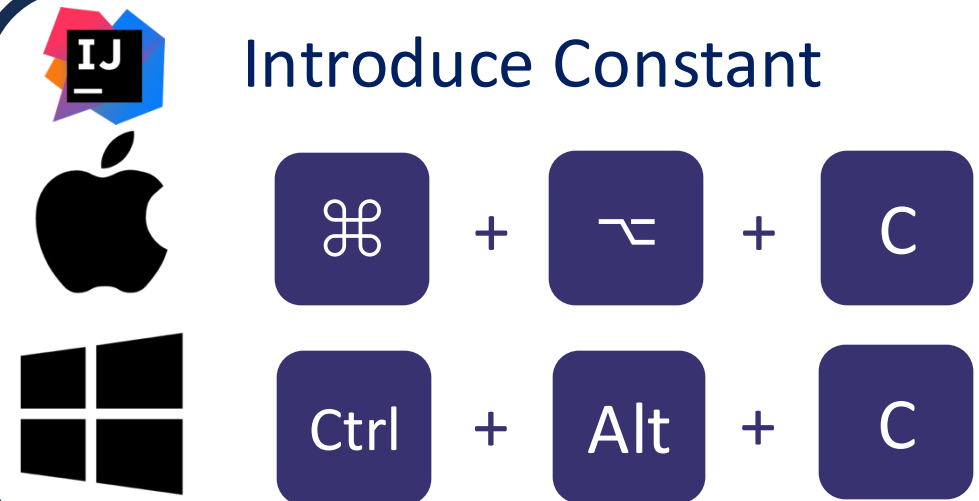 IJ
Introduce Constant
⌘ + ⌥ + C
Ctrl + Alt + C